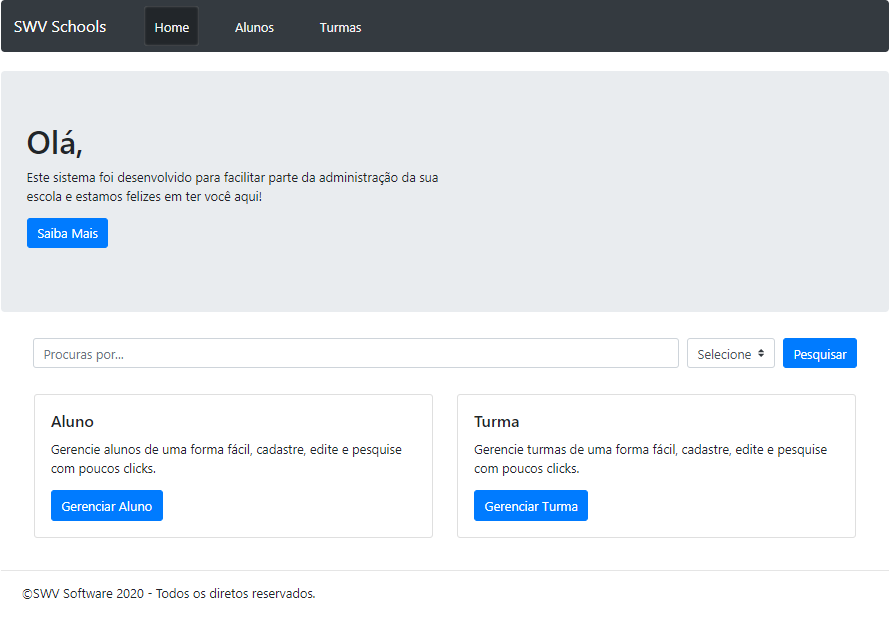 SWV Schools Home Alunos Turmas
Olá,
Este sistema foi desenvolvido para facilitar parte da administração da sua
escola e estamos felizes em ter você aqui!
Saiba Mais
Procuras por... Selecione Pesquisar
Aluno
Gerencie alunos de uma forma fácil, cadastre, edite e pesquise
com poucos clicks.
Gerenciar Aluno
Turma
Gerencie turmas de uma forma fácil, cadastre, edite e pesquise
com poucos clicks.
Gerenciar Turma
©SWV Software 2020 - Todos os diretos reservados.